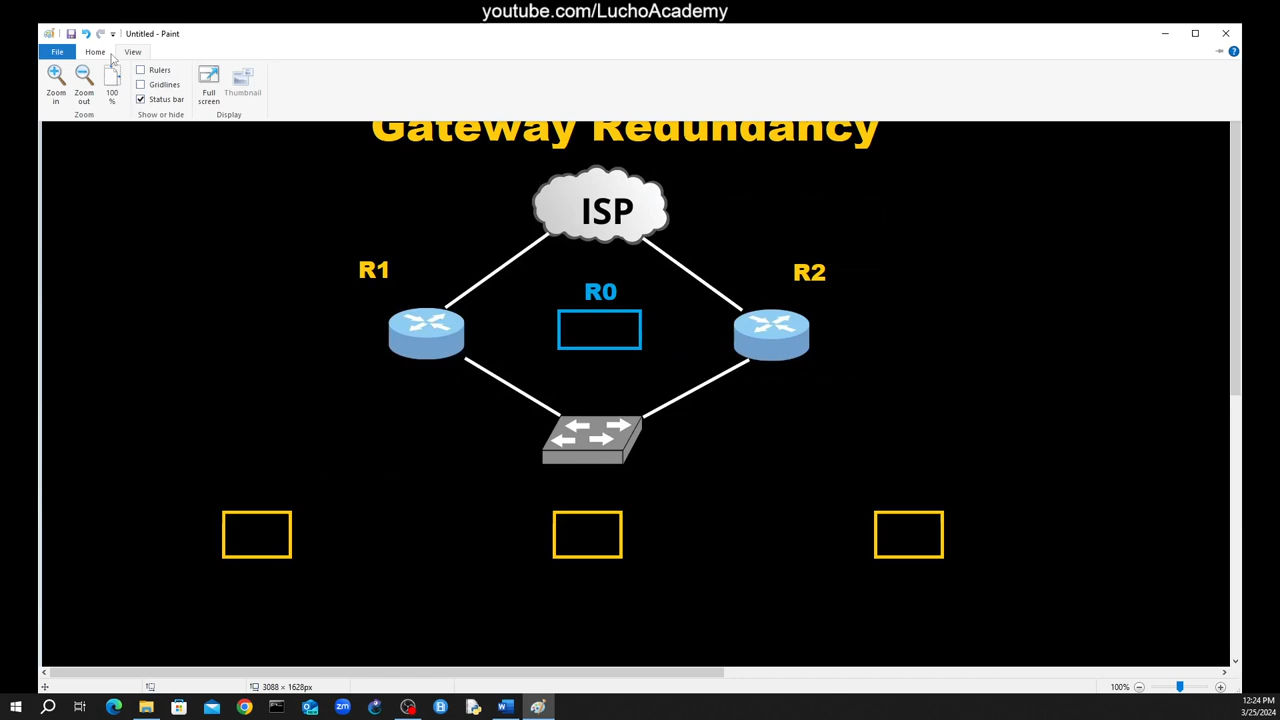 youtube.com/LuchoAcademy
Untitled - Paint
File Home View
Zoom in
Zoom out
100 %
Zoom
Rulers
Gridlines
Status bar
Show or hide
Full screen
Thumbnail
Display
Gateway Redundancy
ISP
R1
R0
R2
3088 × 1628px
100%
12:24 PM
3/25/2024